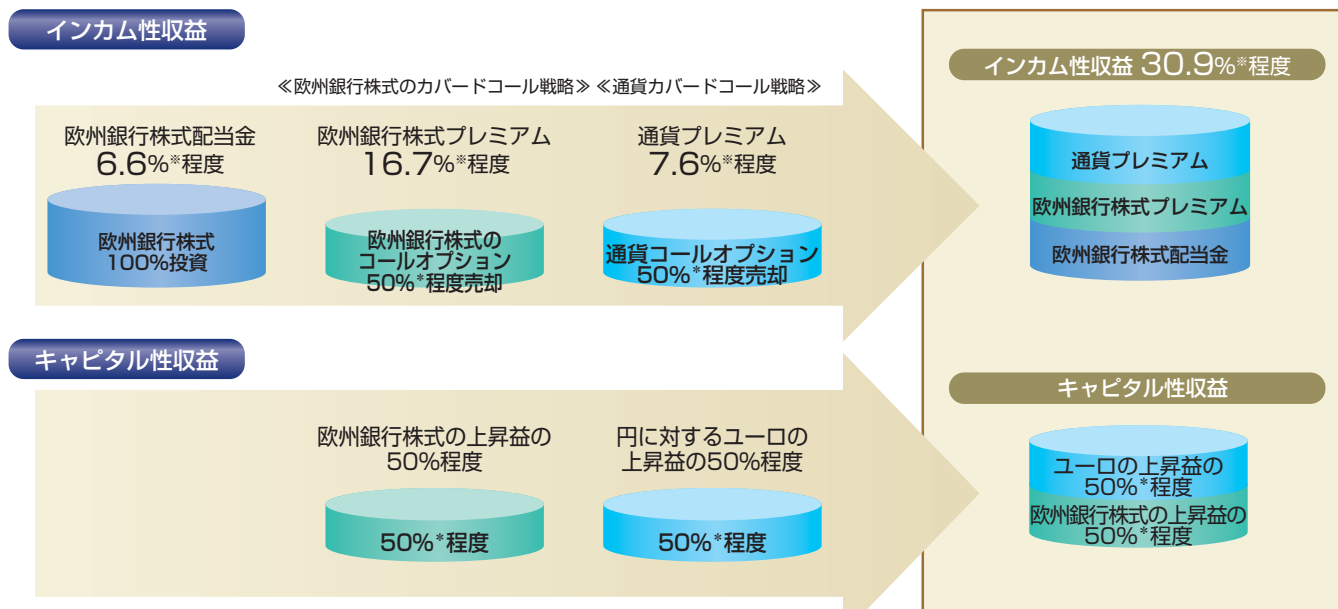 インカム性収益
≪欧州銀行株式のカバードコール戦略≫ ≪通貨カバードコール戦略≫
欧州銀行株式配当金
6.6%※程度
欧州銀行株式
100%投資
欧州銀行株式プレミアム
16.7%※程度
欧州銀行株式の
コールオプション
50%*程度売却
通貨プレミアム
7.6%※程度
通貨コールオプション
50%*程度売却
インカム性収益 30.9%※程度
通貨プレミアム
欧州銀行株式プレミアム
欧州銀行株式配当金
キャピタル性収益
欧州銀行株式の上昇益の
50%程度
50%*程度
円に対するユーロの
上昇益の50%程度
50%*程度
キャピタル性収益
ユーロの上昇益の
50%*程度
欧州銀行株式の上昇益の
50%*程度